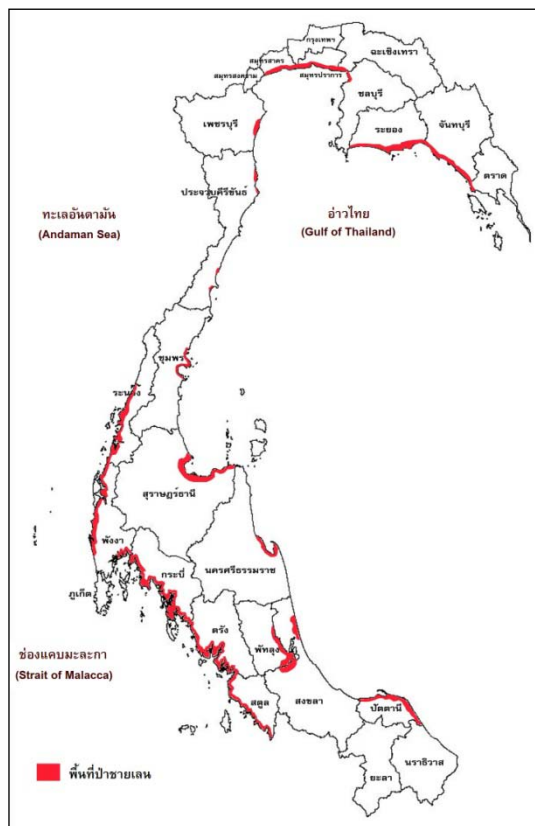 กรุงเทพฯ
ฉะเชิงเทรา
สมุทรสาคร
สมุทรสงคราม
สมุทรปราการ
ชลบุรี
เพชรบุรี
ระยอง
จันทบุรี
ตราด
ประจวบคีรีขันธ์
ทะเลอันดามัน
(Andaman Sea)
อ่าวไทย
(Gulf of Thailand)
ชุมพร
ระนอง
สุราษฎร์ธานี
พังงา
นครศรีธรรมราช
กระบี่
ภูเก็ต
ตรัง
พัทลุง
ช่องแคบมะละกา
(Strait of Malacca)
สตูล
สงขลา
ปัตตานี
นราธิวาส
ยะลา
พื้นที่ป่าชายเลน